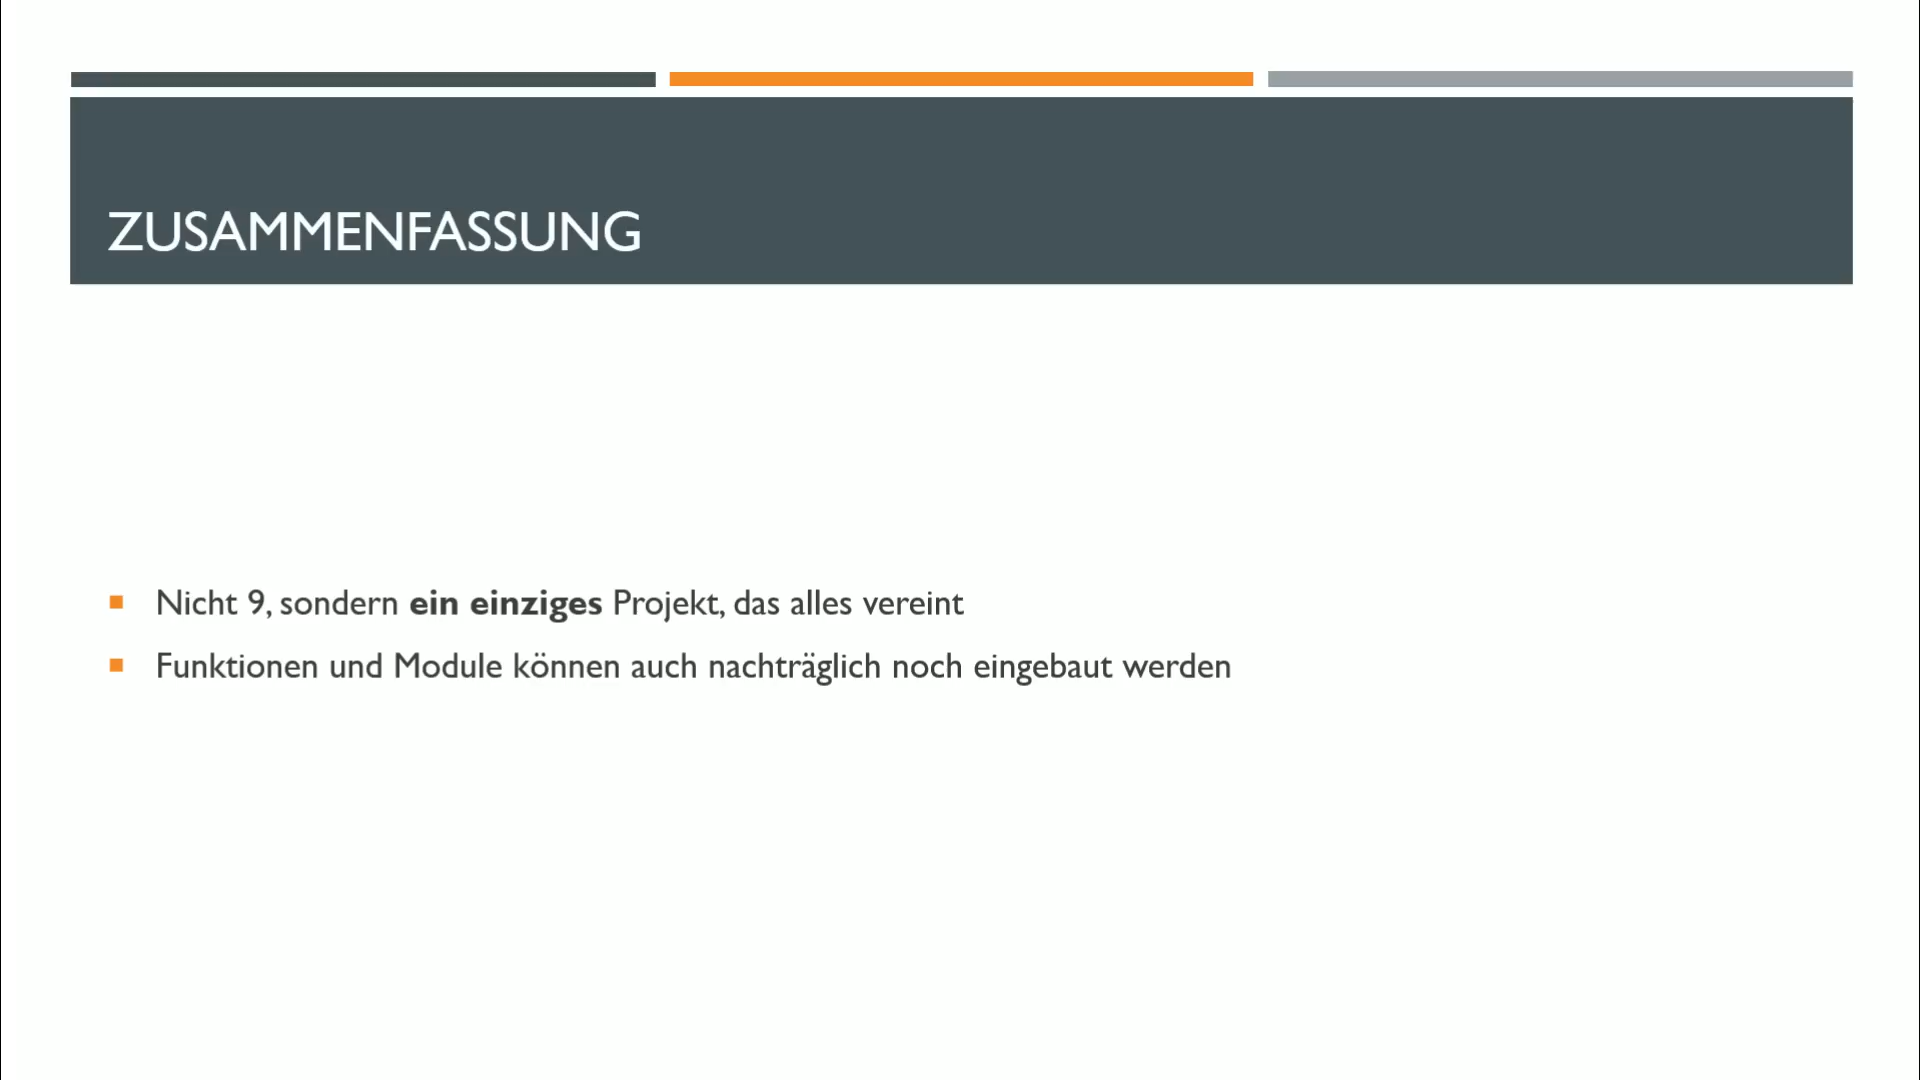 ZUSAMMENFASSUNG
Nicht 9, sondern ein einziges Projekt, das alles vereint
Funktionen und Module können auch nachträglich noch eingebaut werden